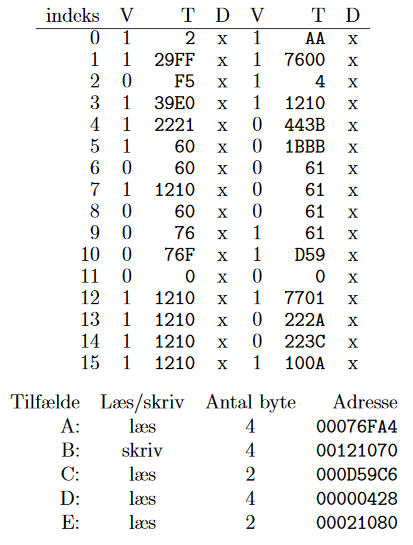 indeks V T D V T D
0 1 2 x 1 AA x
1 1 29FF x 1 7600 x
2 0 F5 x 1 4 x
3 1 39E0 x 1 1210 x
4 1 2221 x 0 443B x
5 1 60 x 0 1BBB x
6 0 60 x 0 61 x
7 1 1210 x 0 61 x
8 0 60 x 0 61 x
9 0 76 x 1 61 x
10 0 76F x 1 D59 x
11 0 0 x 0 0 x
12 1 1210 x 1 7701 x
13 1 1210 x 0 222A x
14 1 1210 x 0 223C x
15 1 1210 x 1 100A x
Tilfælde Læs/skriv Antal byte Adresse
A: læs 4 00076FA4
B: skriv 4 00121070
C: læs 2 000D59C6
D: læs 4 00000428
E: læs 2 00021080